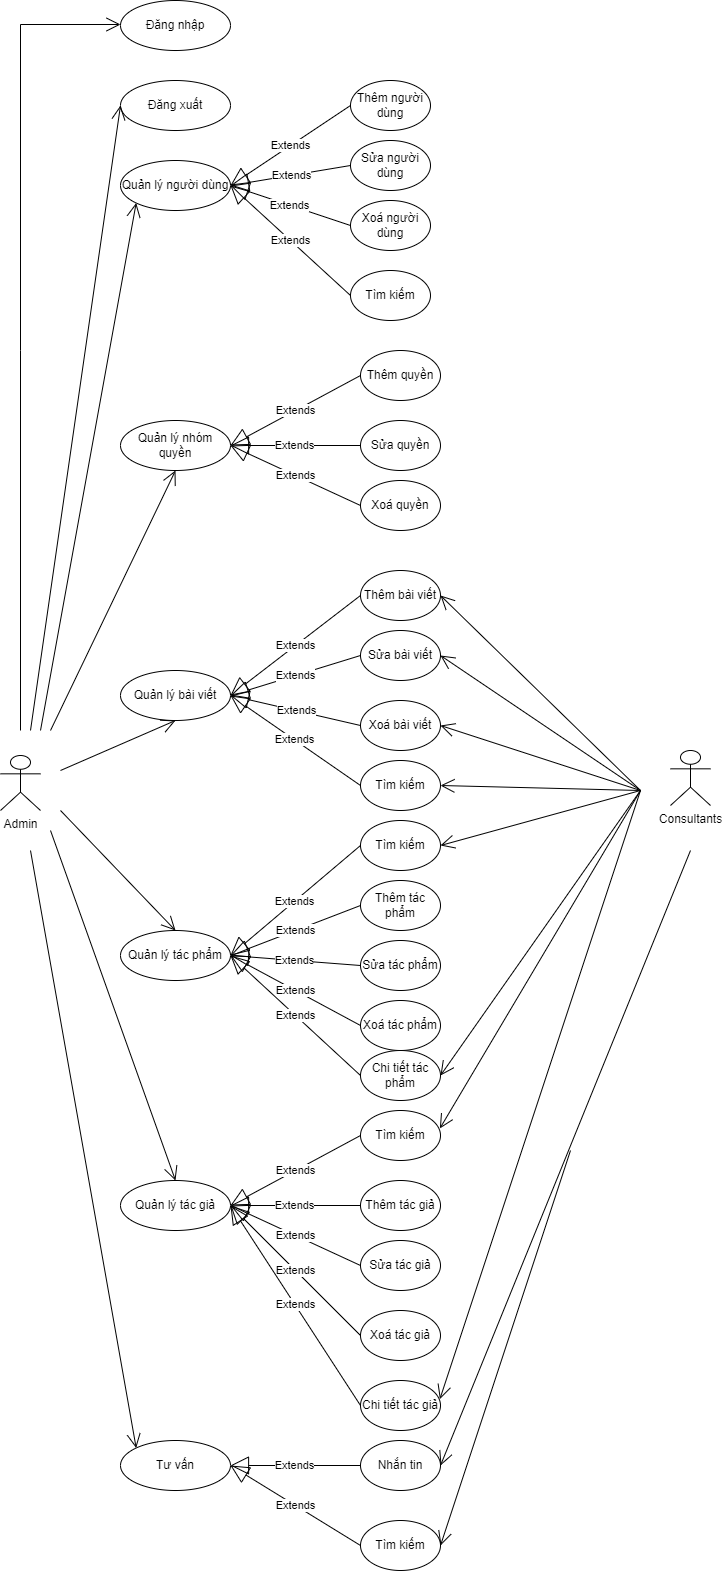 Đăng nhập
Đăng xuất
Thêm người
dùng
Extends
Sửa người
dùng
Extends
Quản lý người dùng
Extends
Xoá người
dùng
Extends
Tìm kiếm
Thêm quyền
Extends
Quản lý nhóm
quyền
Extends
Sửa quyền
Extends
Xoá quyền
Thêm bài viết
Extends
Sửa bài viết
Extends
Quản lý bài viết
Extends
Xoá bài viết
Extends
Tìm kiếm
Admin
Consultants
Tìm kiếm
Extends
Thêm tác
phẩm
Extends
Quản lý tác phẩm
Extends
Sửa tác phẩm
Extends
Xoá tác phẩm
Extends
Chi tiết tác
phẩm
Tìm kiếm
Extends
Quản lý tác giả
Extends
Thêm tác giả
Extends
Sửa tác giả
Extends
Xoá tác giả
Extends
Chi tiết tác giả
Tư vấn
Extends
Nhắn tin
Extends
Tìm kiếm